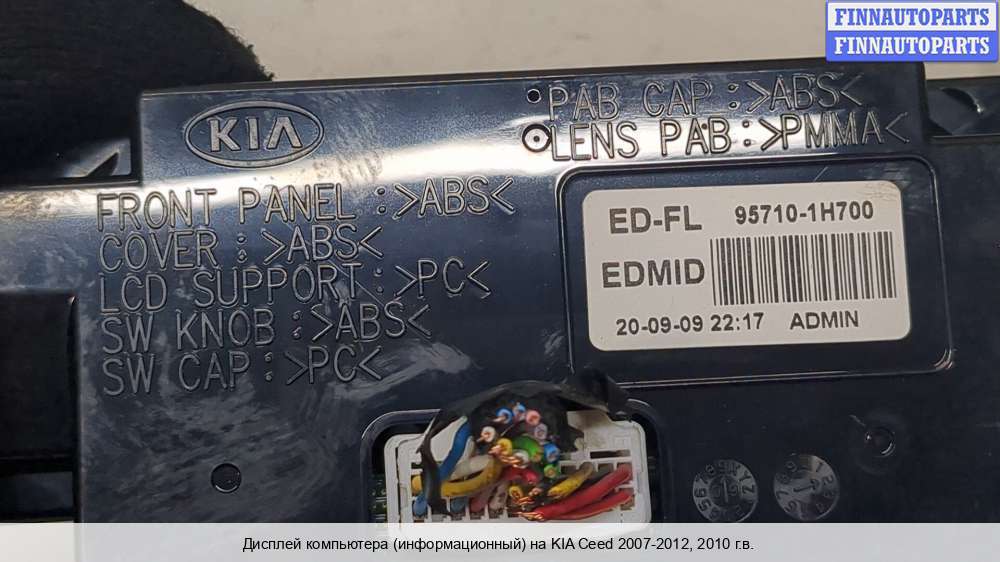 FINNAUTOPARTS
FINNAUTOPARTS
KIA
PAB CAP : >ABS<
LENS PAB : >PMMA<
FRONT PANEL : >ABS<
COVER : >ABS<
LCD SUPPORT : >PC<
SW KNOB : >ABS<
SW CAP : >PC<
ED-FL 95710-1H700
EDMID
20-09-09 22:17 ADMIN
Дисплей компьютера (информационный) на KIA Ceed 2007-2012, 2010 г.в.